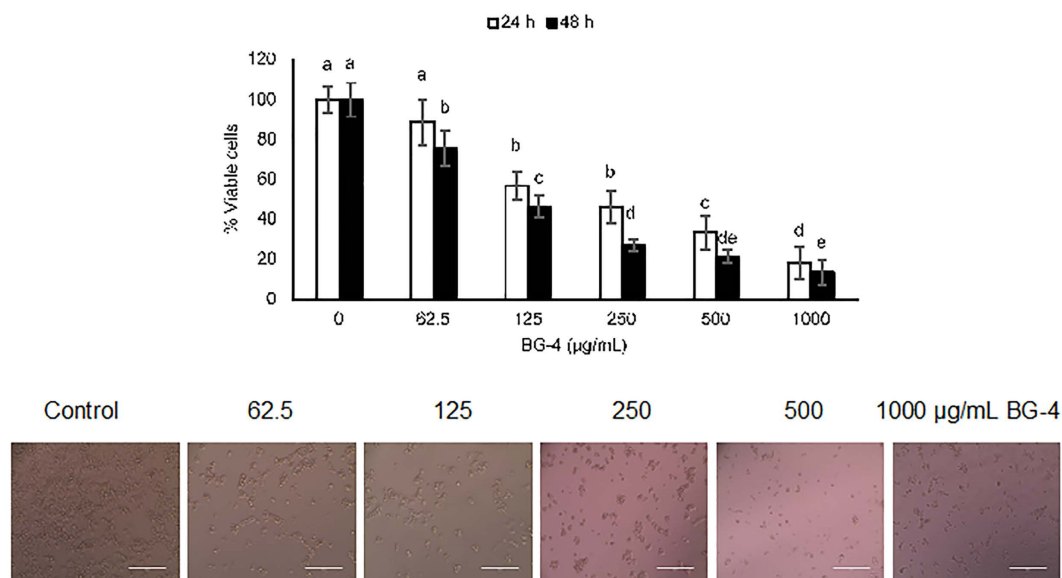 24 h 48 h
120
100
80
60
40
20
0
% Viable cells
a a a b b c b d c de d e
0 62.5 125 250 500 1000
BG-4 (µg/mL)
Control 62.5 125 250 500 1000 µg/mL BG-4